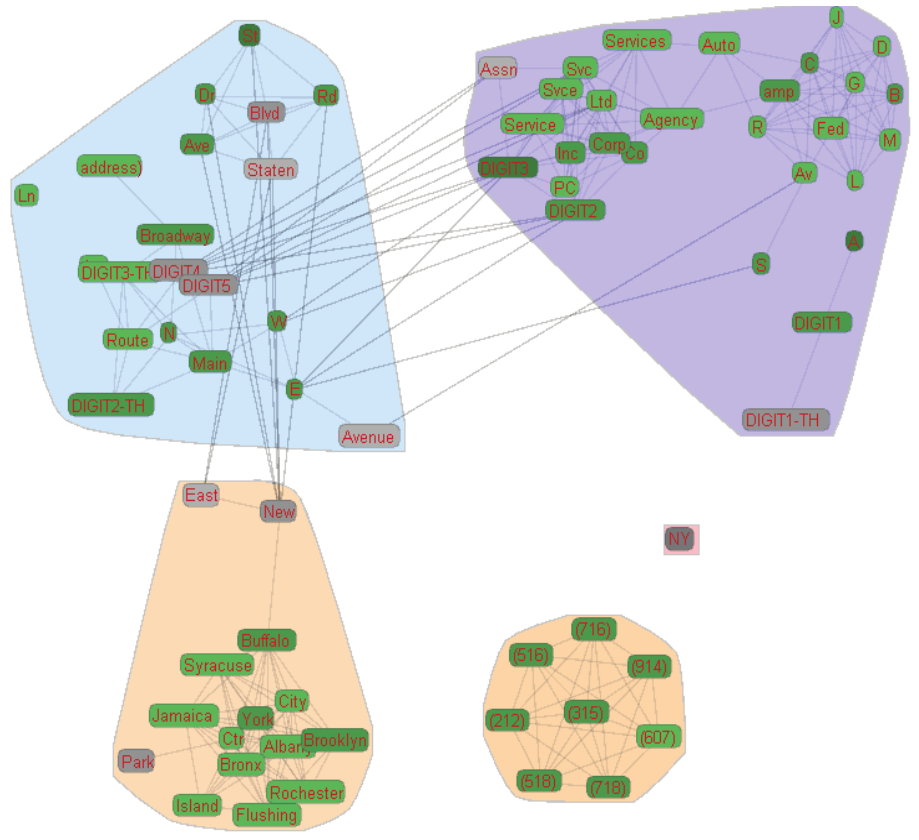 St
Dr
Rd
Blvd
Ave
Staten
address)
Ln
Broadway
DIGIT3-TH
DIGIT4
DIGIT5
N
W
Route
Main
DIGIT2-TH
E
Avenue
J
Services
Auto
D
Assn
Svc
C
Svce
G
amp
B
Ltd
Service
Agency
R
Fed
M
Inc
Corp
Co
DIGIT3
PC
Av
L
DIGIT2
A
S
DIGIT1
DIGIT1-TH
East
New
NY
Buffalo
Syracuse
City
Jamaica
York
Ctr
Albany
Brooklyn
Park
Bronx
Rochester
Island
Flushing
(716)
(516)
(914)
(212)
(315)
(607)
(518)
(718)